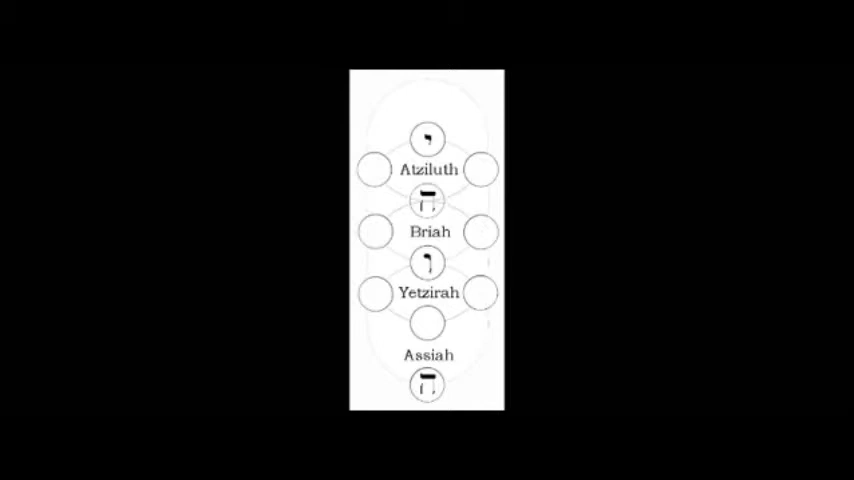 י
Atziluth
ה
Briah
ו
Yetzirah
Assiah
ה